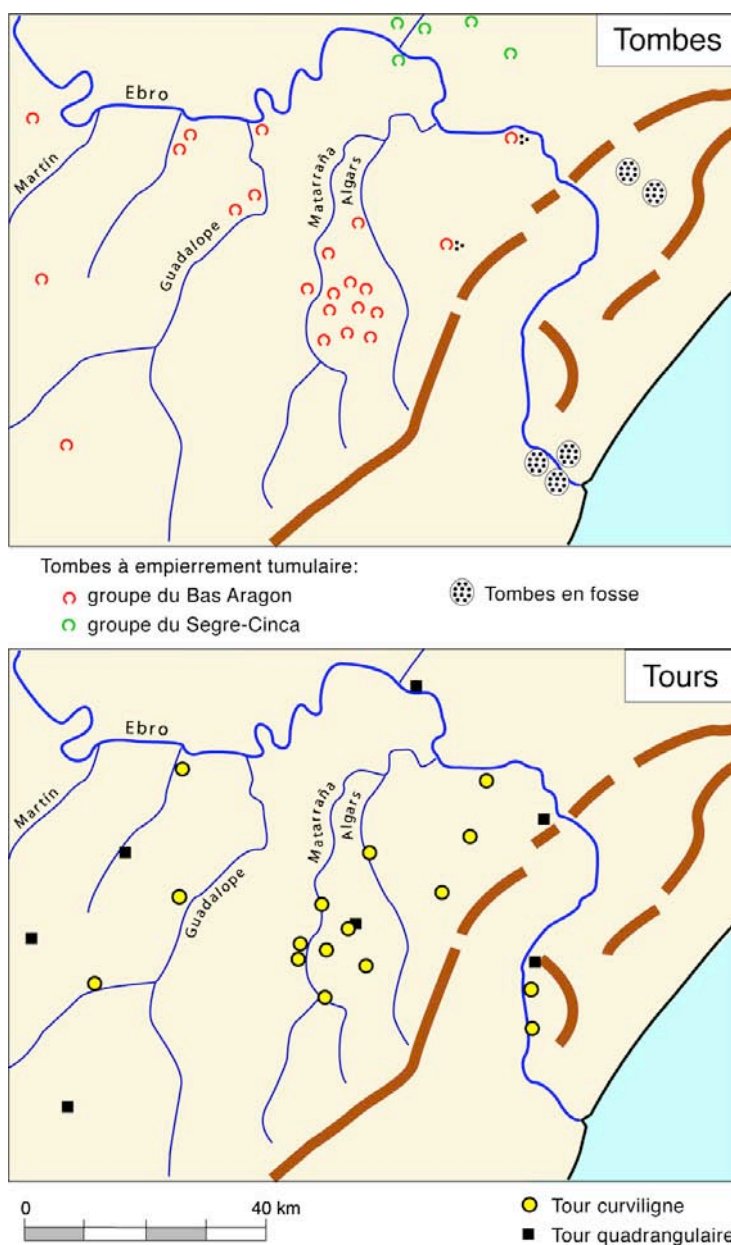 Tombes
Ebro
Martín
Guadalope
Matarraña
Algars
Tombes à empierrement tumulaire:
groupe du Bas Aragon
Tombes en fosse
groupe du Segre-Cinca
Tours
Ebro
Martín
Guadalope
Matarraña
Algars
0
40 km
Tour curviligne
Tour quadrangulaire